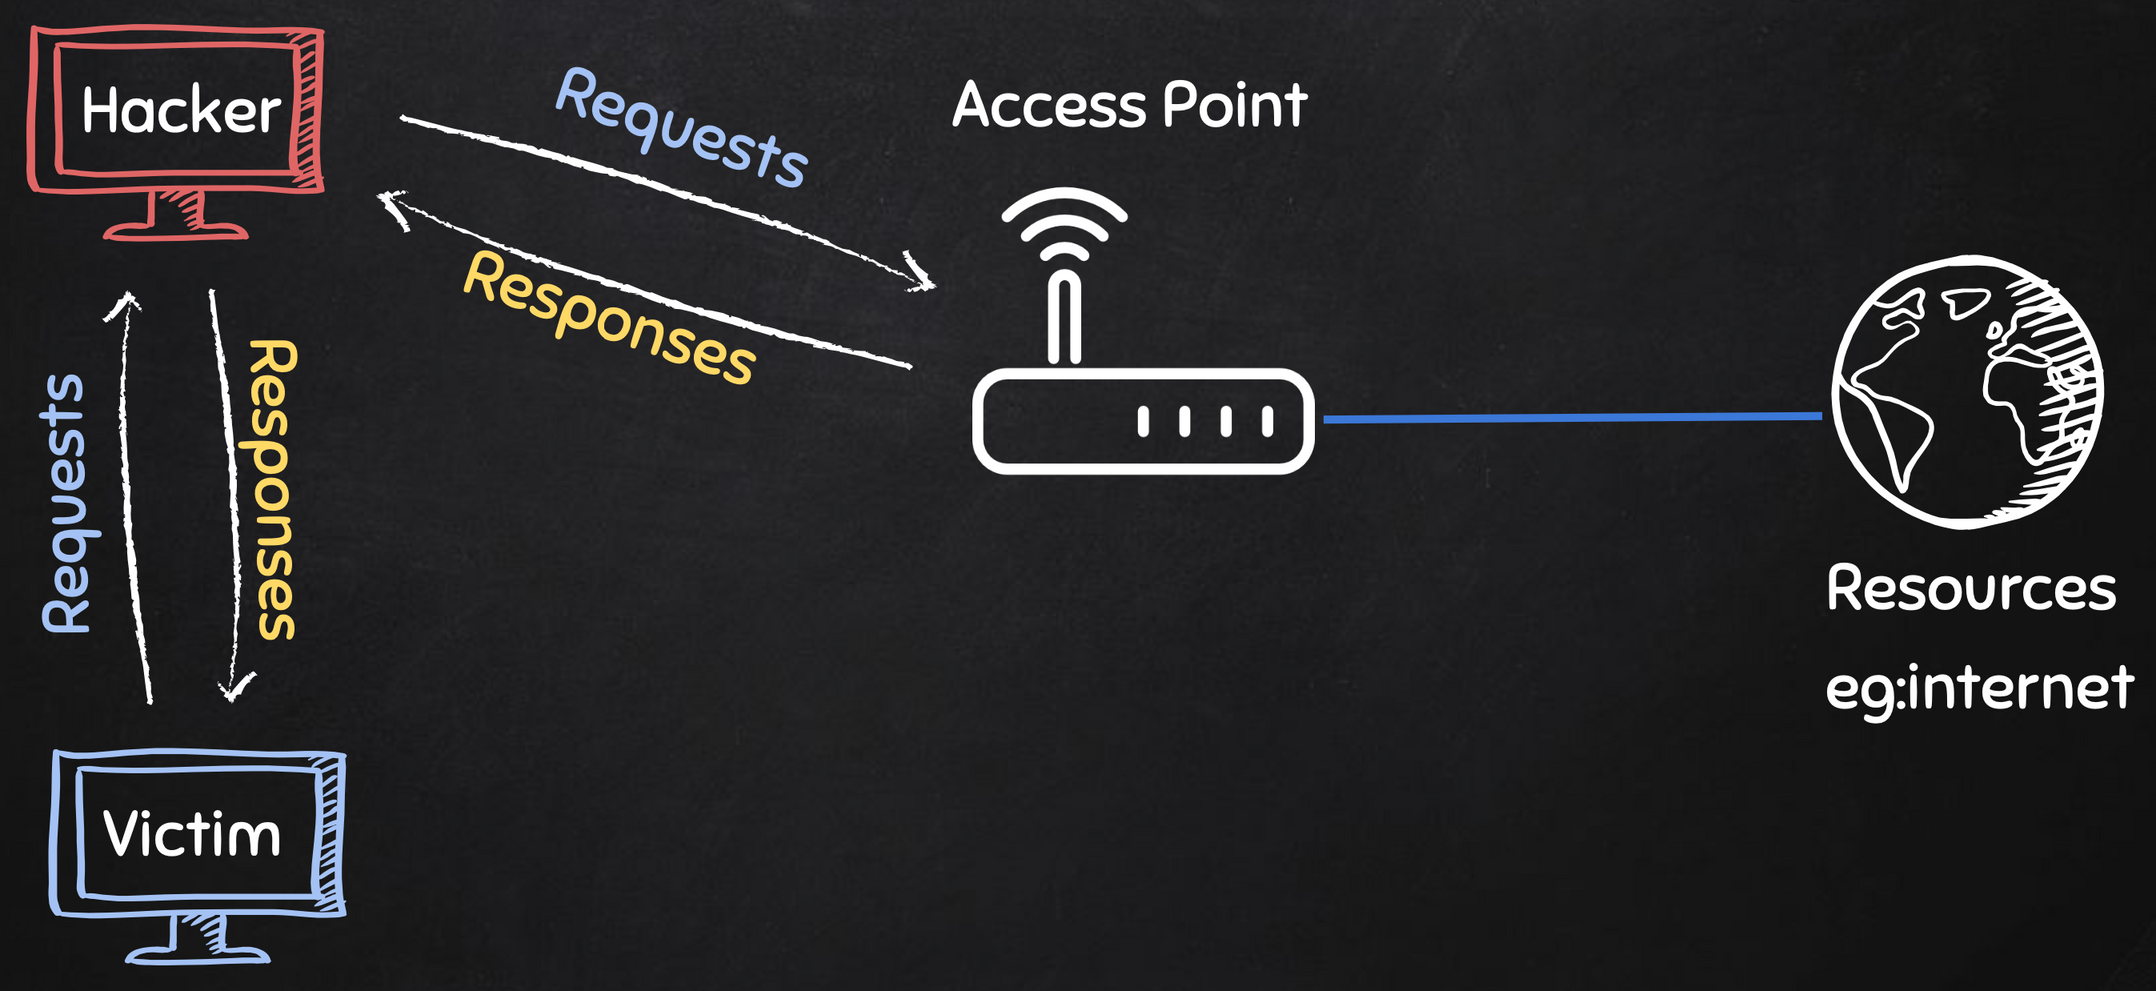 Hacker
Requests
Access Point
Responses
Requests
Responses
Resources
eg:internet
Victim